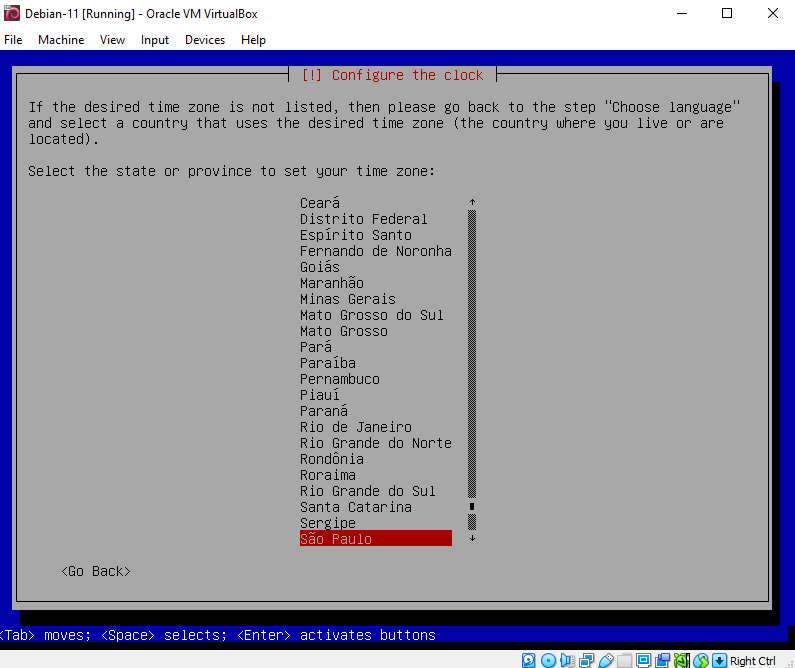 Debian-11 [Running] - Oracle VM VirtualBox
File Machine View Input Devices Help
[!] Configure the clock
If the desired time zone is not listed, then please go back to the step "Choose language"
and select a country that uses the desired time zone (the country where you live or are
located).
Select the state or province to set your time zone:
Ceará
Distrito Federal
Espírito Santo
Fernando de Noronha
Goiás
Maranhão
Minas Gerais
Mato Grosso do Sul
Mato Grosso
Pará
Paraíba
Pernambuco
Piauí
Paraná
Rio de Janeiro
Rio Grande do Norte
Rondônia
Roraima
Rio Grande do Sul
Santa Catarina
Sergipe
São Paulo
<Go Back>
<Tab> moves; <Space> selects; <Enter> activates buttons
Right Ctrl